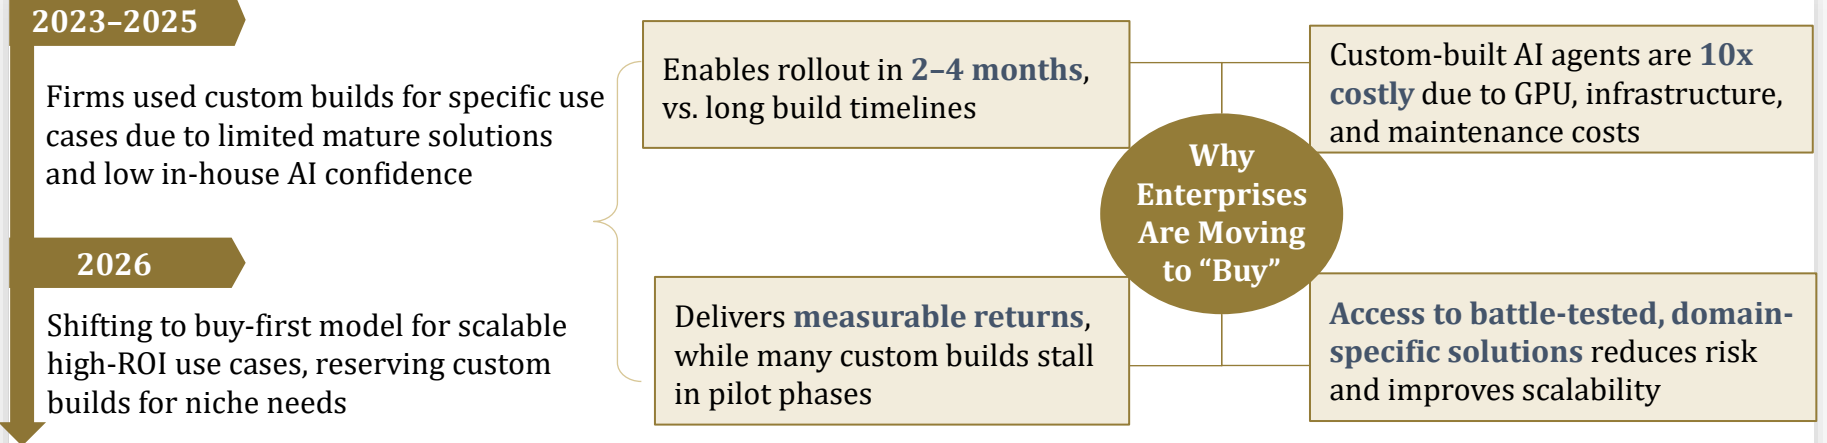 2023–2025
Firms used custom builds for specific use
cases due to limited mature solutions
and low in-house AI confidence
2026
Shifting to buy-first model for scalable
high-ROI use cases, reserving custom
builds for niche needs
Enables rollout in 2–4 months,
vs. long build timelines
Delivers measurable returns,
while many custom builds stall
in pilot phases
Why
Enterprises
Are Moving
to “Buy”
Custom-built AI agents are 10x
costly due to GPU, infrastructure,
and maintenance costs
Access to battle-tested, domain-
specific solutions reduces risk
and improves scalability